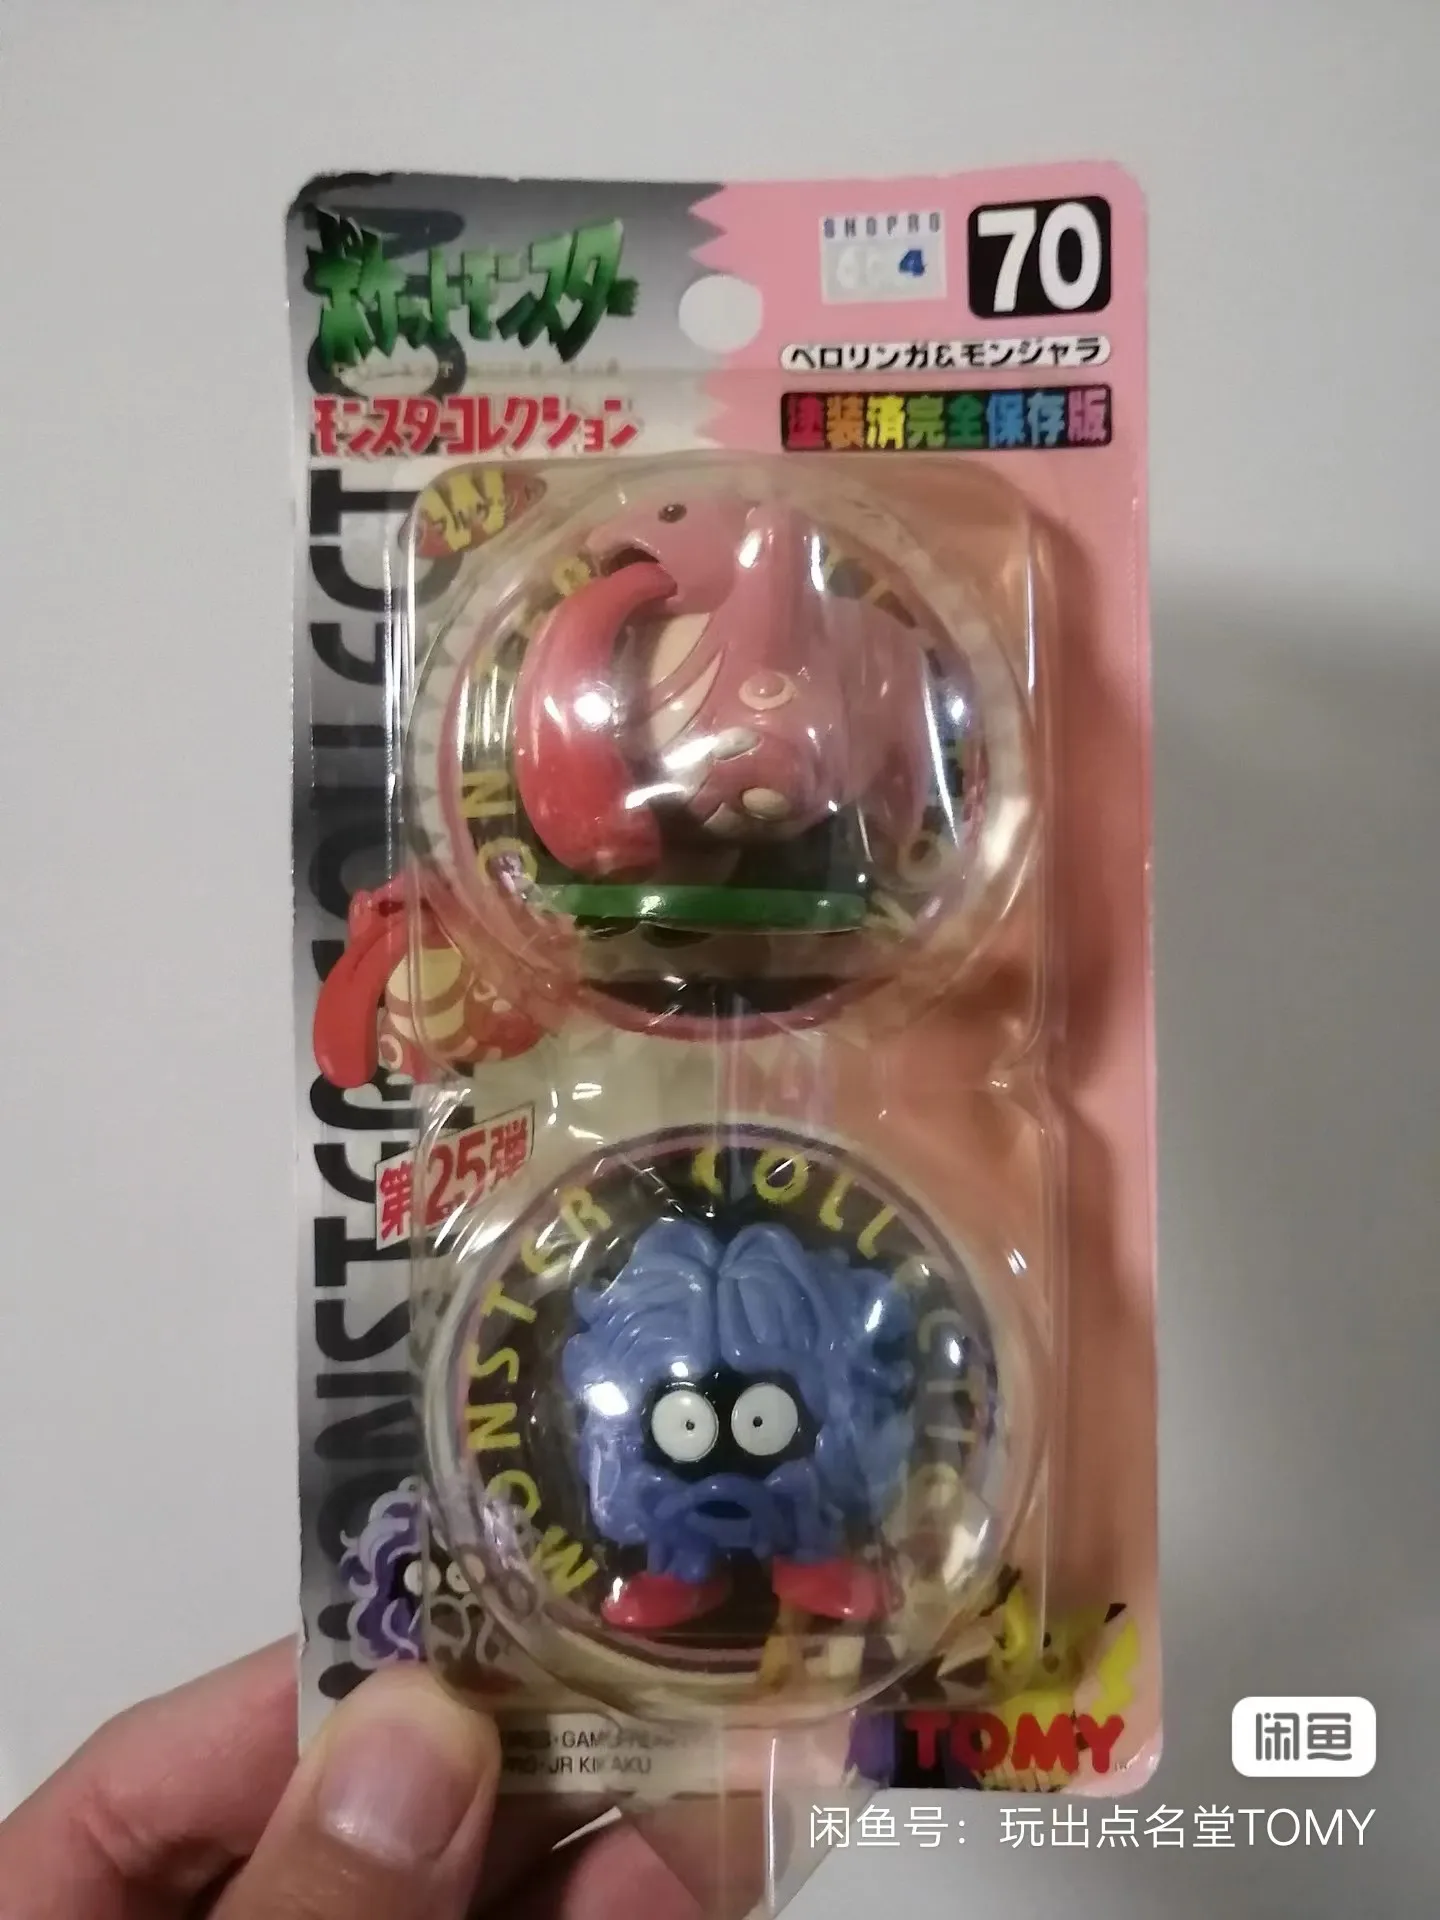 ポケットモンスター
SHOPRO
4
70
ベロリンガ&モンジャラ
モンスターコレクション
塗装済完全保存版
W
第25弾
MONSTER COLLECTION
JR KIKAKU
TOMY
闲鱼
闲鱼号：玩出点名堂TOMY